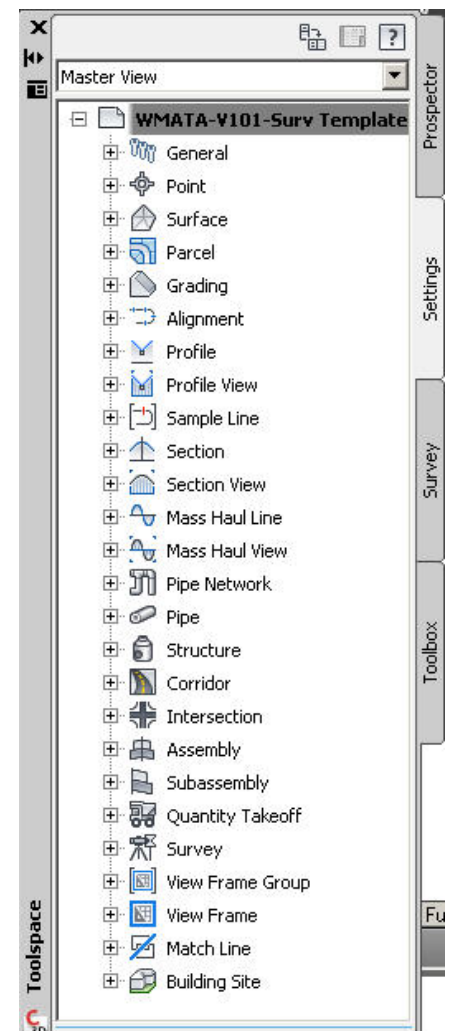 ?
Master View
WMATA-V101-Surv Template
General
Point
Surface
Parcel
Grading
Alignment
Profile
Profile View
Sample Line
Section
Section View
Mass Haul Line
Mass Haul View
Pipe Network
Pipe
Structure
Corridor
Intersection
Assembly
Subassembly
Quantity Takeoff
Survey
View Frame Group
View Frame
Match Line
Building Site
Prospector
Settings
Survey
Toolbox
Toolspace
Fu